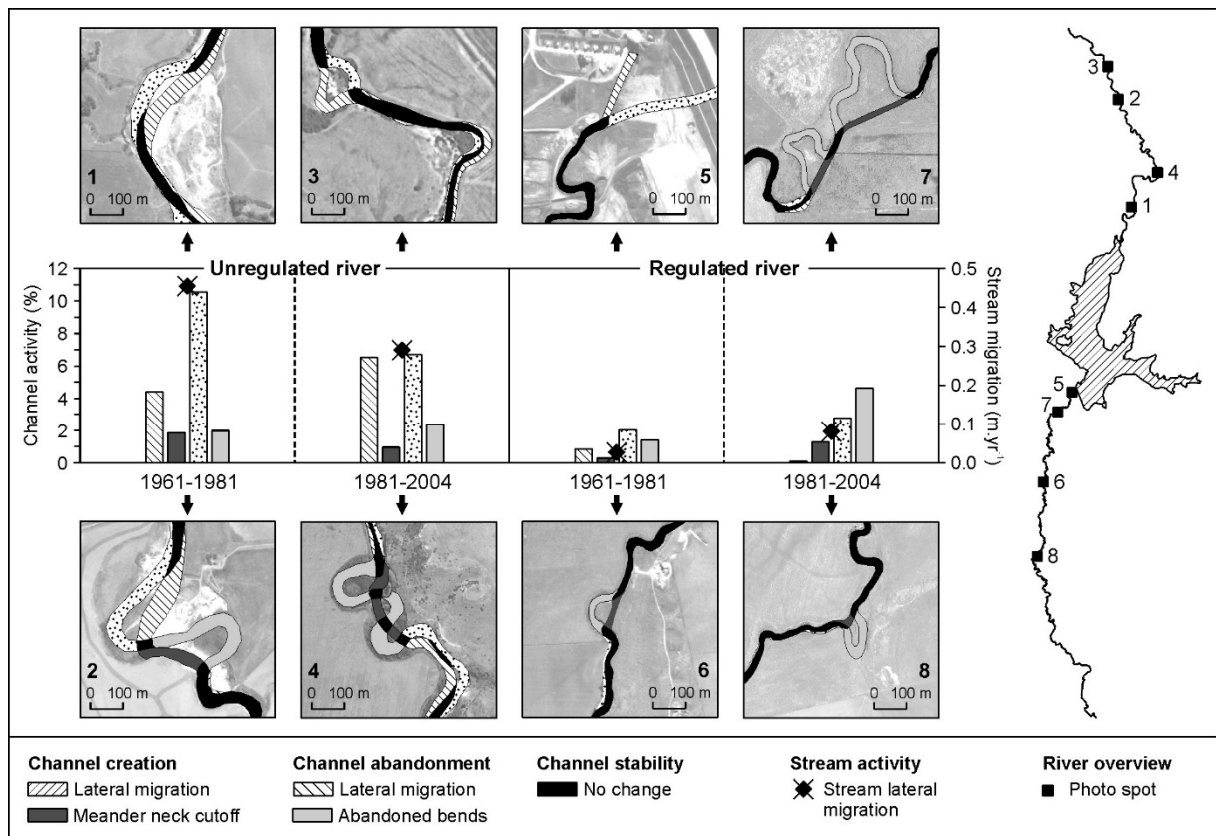 1
0 100 m
3
0 100 m
5
0 100 m
7
0 100 m
3
2
4
1
5
7
6
8
Unregulated river
Regulated river
Channel activity (%)
12
10
8
6
4
2
0
Stream migration (m.yr⁻¹)
0.5
0.4
0.3
0.2
0.1
0.0
1961-1981
1981-2004
1961-1981
1981-2004
2
0 100 m
4
0 100 m
6
0 100 m
8
0 100 m
Channel creation
Lateral migration
Meander neck cutoff
Channel abandonment
Lateral migration
Abandoned bends
Channel stability
No change
Stream activity
Stream lateral
migration
River overview
Photo spot